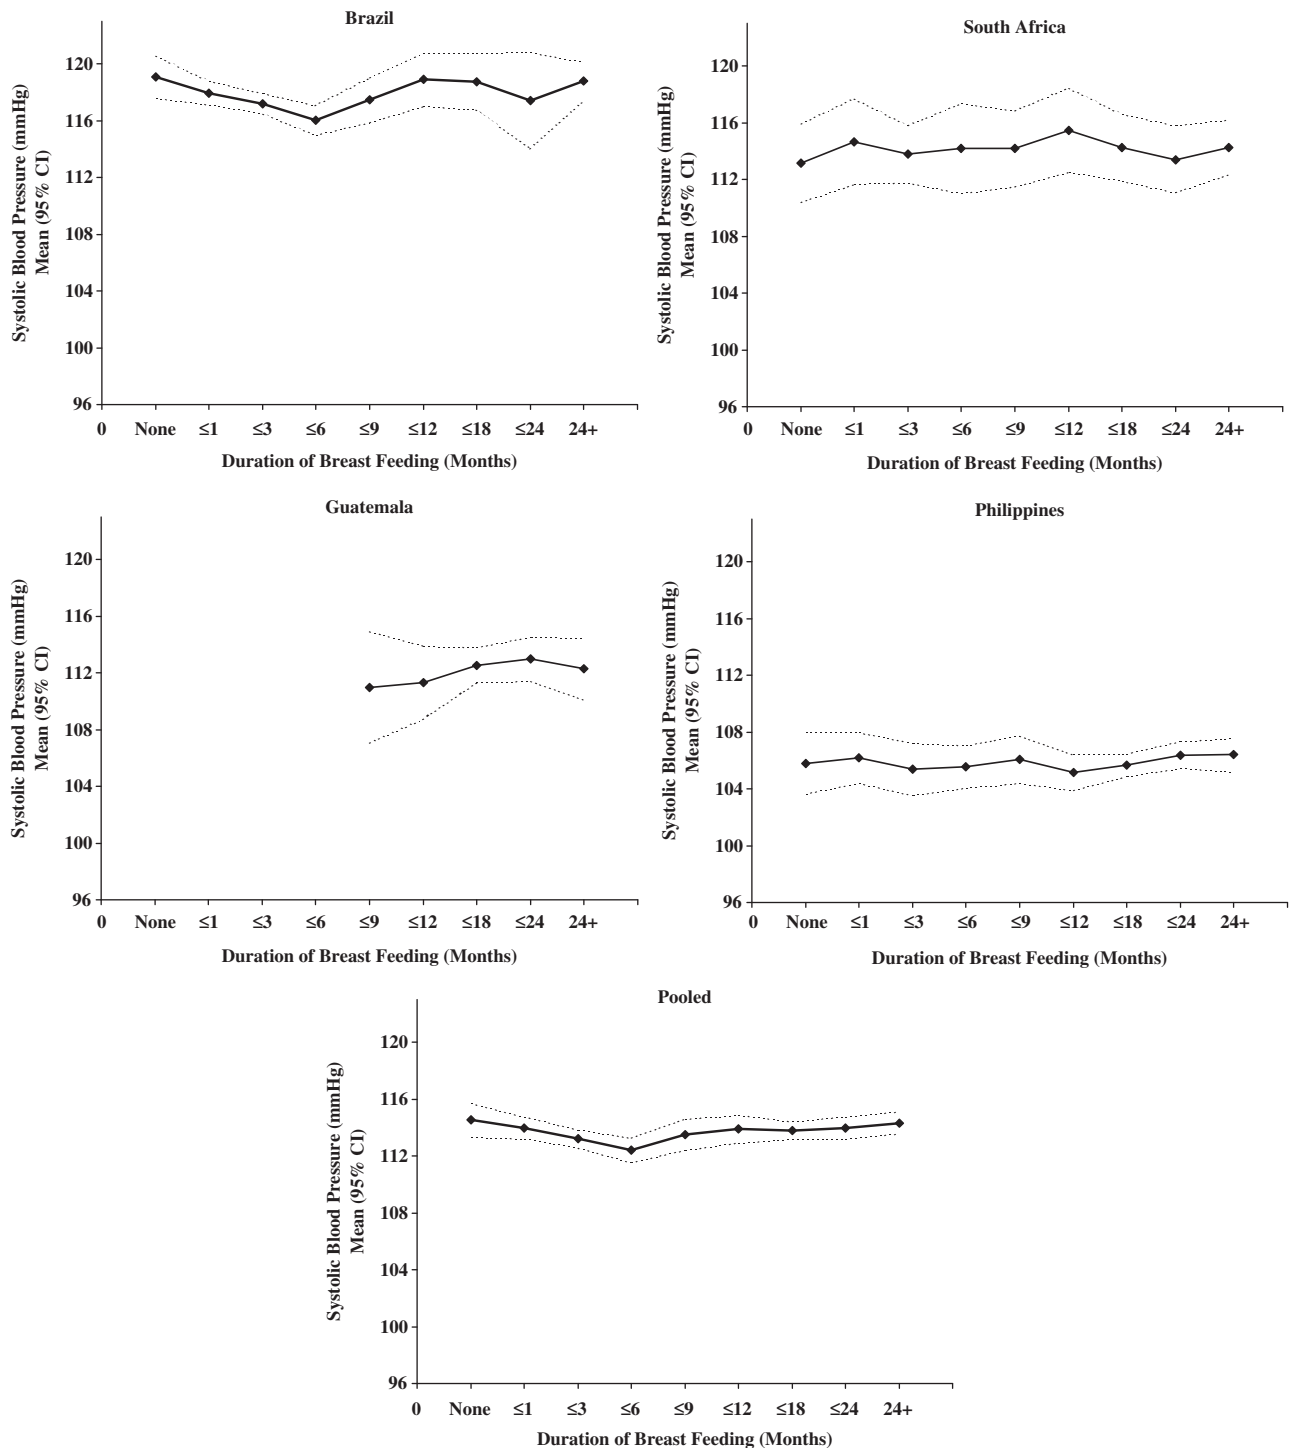 Brazil
Systolic Blood Pressure (mmHg)
Mean (95% CI)
120
116
112
108
104
100
96
0 None ≤1 ≤3 ≤6 ≤9 ≤12 ≤18 ≤24 24+
Duration of Breast Feeding (Months)
South Africa
Systolic Blood Pressure (mmHg)
Mean (95% CI)
120
116
112
108
104
100
96
0 None ≤1 ≤3 ≤6 ≤9 ≤12 ≤18 ≤24 24+
Duration of Breast Feeding (Months)
Guatemala
Systolic Blood Pressure (mmHg)
Mean (95% CI)
120
116
112
108
104
100
96
0 None ≤1 ≤3 ≤6 ≤9 ≤12 ≤18 ≤24 24+
Duration of Breast Feeding (Months)
Philippines
Systolic Blood Pressure (mmHg)
Mean (95% CI)
120
116
112
108
104
100
96
0 None ≤1 ≤3 ≤6 ≤9 ≤12 ≤18 ≤24 24+
Duration of Breast Feeding (Months)
Pooled
Systolic Blood Pressure (mmHg)
Mean (95% CI)
120
116
112
108
104
100
96
0 None ≤1 ≤3 ≤6 ≤9 ≤12 ≤18 ≤24 24+
Duration of Breast Feeding (Months)